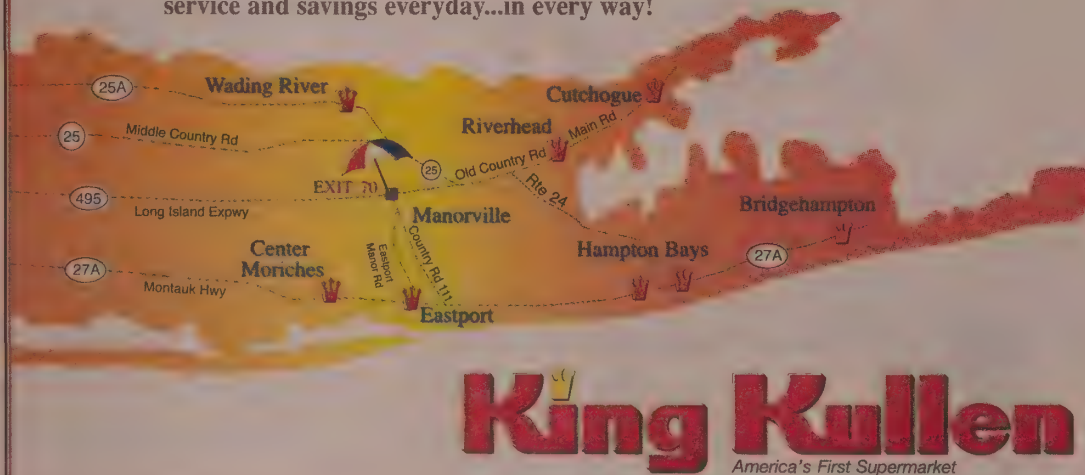 service and savings everyday...in every way!
25A
Wading River
Cutchogue
25
Middle Country Rd
Riverhead
Main Rd
25
Old Country Rd
EXIT 70
Rte 24
495
Long Island Expwy
Manorville
Bridgehampton
Center
Moriches
Eastport
Manor Rd
Country Rd 111
Hampton Bays
27A
27A
Montauk Hwy
Eastport
King Kullen
America's First Supermarket